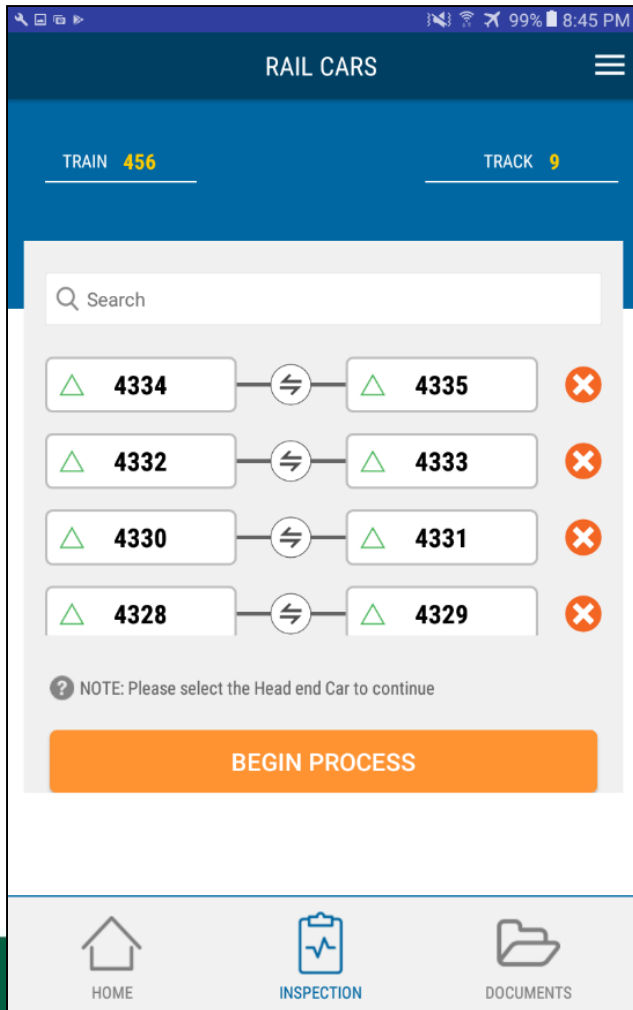 99% 8:45 PM
RAIL CARS
TRAIN 456
TRACK 9
Search
4334 4335
4332 4333
4330 4331
4328 4329
? NOTE: Please select the Head end Car to continue
BEGIN PROCESS
HOME INSPECTION DOCUMENTS